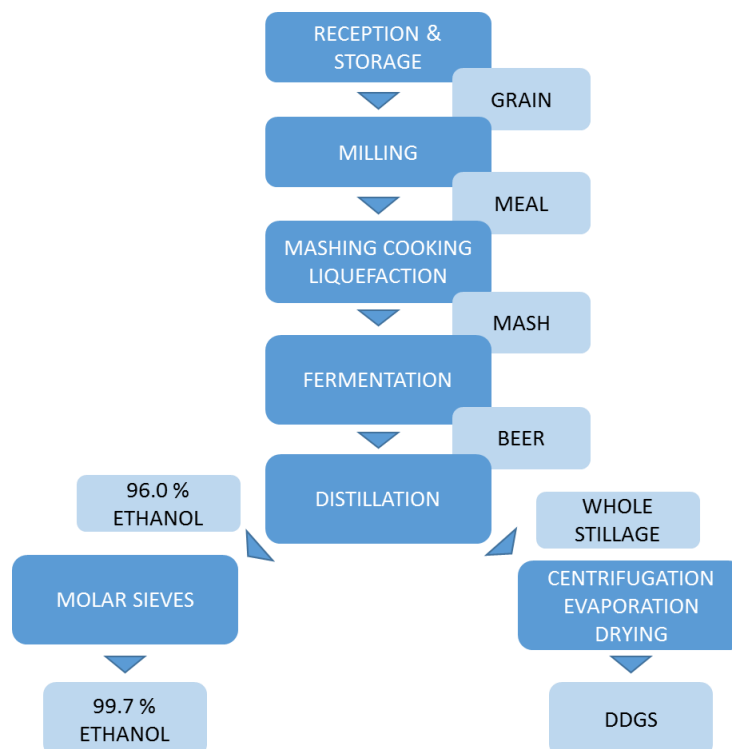 RECEPTION &
STORAGE
GRAIN
MILLING
MEAL
MASHING COOKING
LIQUEFACTION
MASH
FERMENTATION
BEER
DISTILLATION
96.0 %
ETHANOL
WHOLE
STILLAGE
MOLAR SIEVES
CENTRIFUGATION
EVAPORATION
DRYING
99.7 %
ETHANOL
DDGS